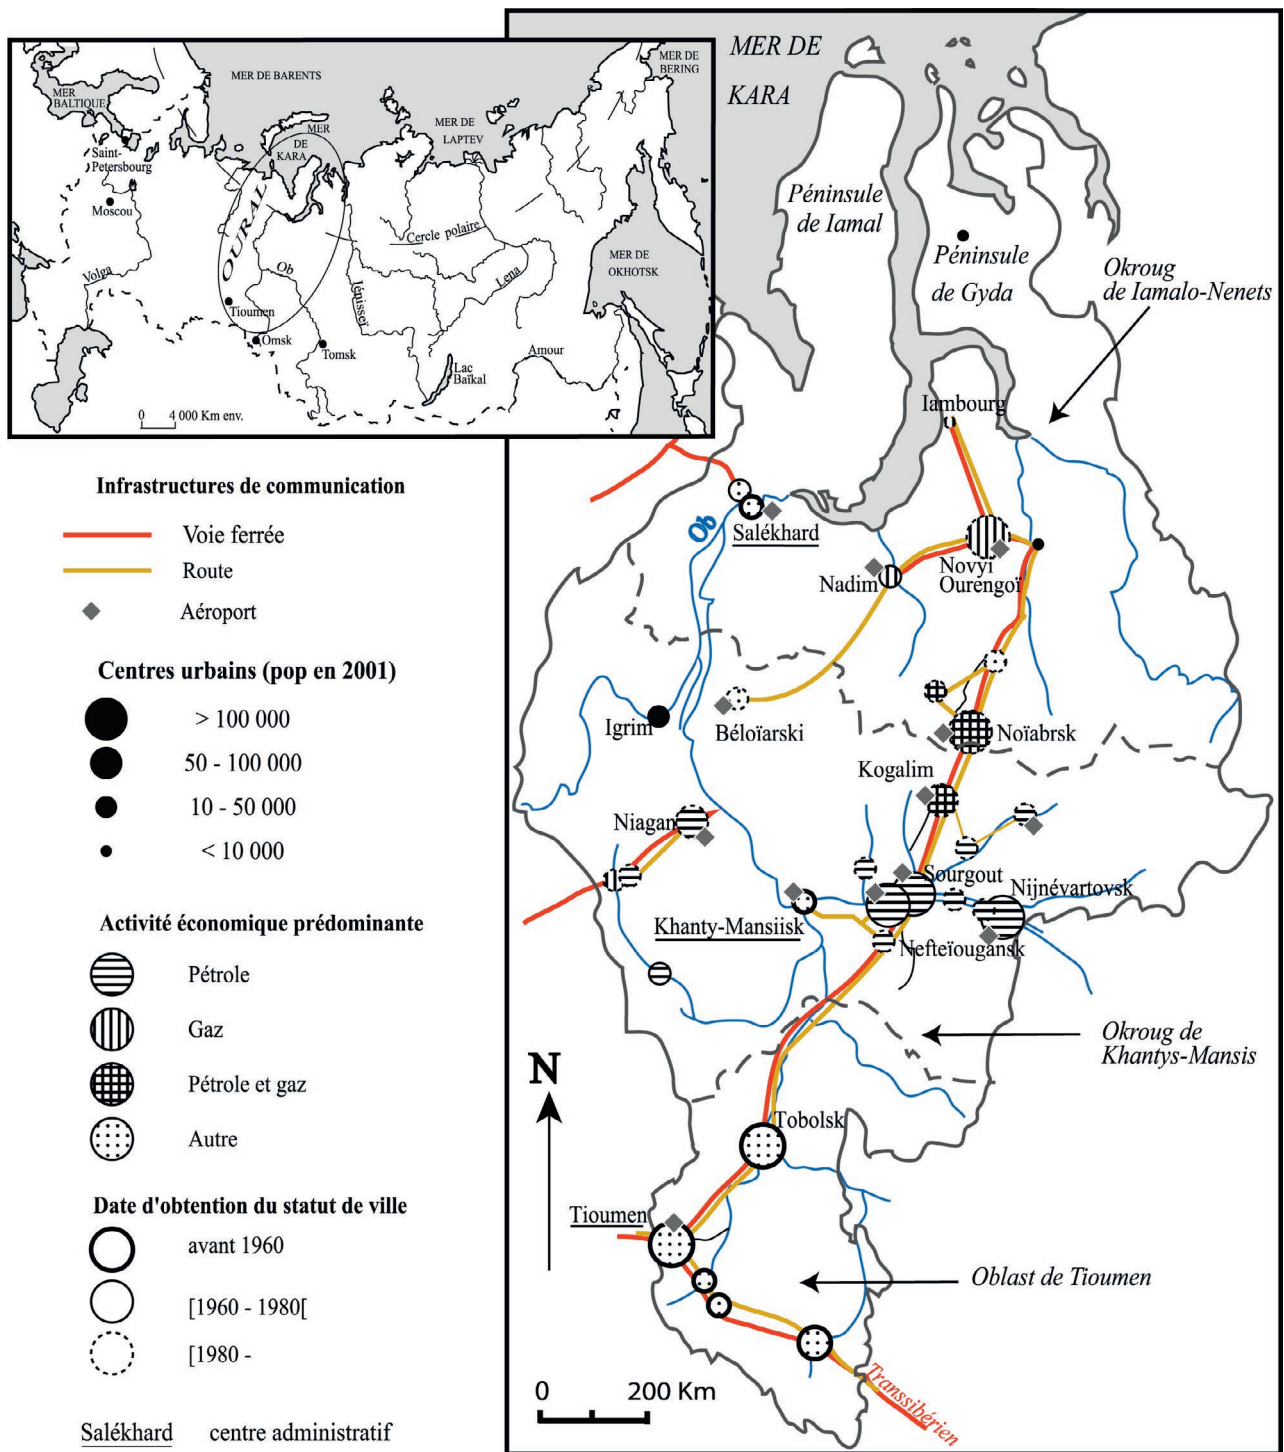 MER DE
BARENTS
MER DE BARENTS
MER
BALTIQUE
MER DE
BERING
MER
DE
KARA
MER DE
LAPTEV
Saint-
Petersbourg
Moscou
OURAL
Cercle polaire
MER DE
OKHOTSK
Volga
Ob
Iénisseï
Lena
Tioumen
Omsk
Tomsk
Lac
Baïkal
Amour
0 4 000 Km env.
MER DE
KARA
Péninsule
de Iamal
Péninsule
de Gyda
Okroug
de Iamalo-Nenets
Iambourg
Ob
Salékhard
Nadim
Novyï
Ourengoï
Igrim
Béloïarski
Noïabrsk
Kogalim
Niagan
Sourgout
Nijnévartovsk
Khanty-Mansiisk
Nefteïougansk
Okroug de
Khantys-Mansis
N
Tobolsk
Tioumen
Oblast de Tioumen
0 200 Km
Transsibérien
Infrastructures de communication
Voie ferrée
Route
Aéroport
Centres urbains (pop en 2001)
> 100 000
50 - 100 000
10 - 50 000
< 10 000
Activité économique prédominante
Pétrole
Gaz
Pétrole et gaz
Autre
Date d'obtention du statut de ville
avant 1960
[1960 - 1980[
[1980 -
Salékhard centre administratif